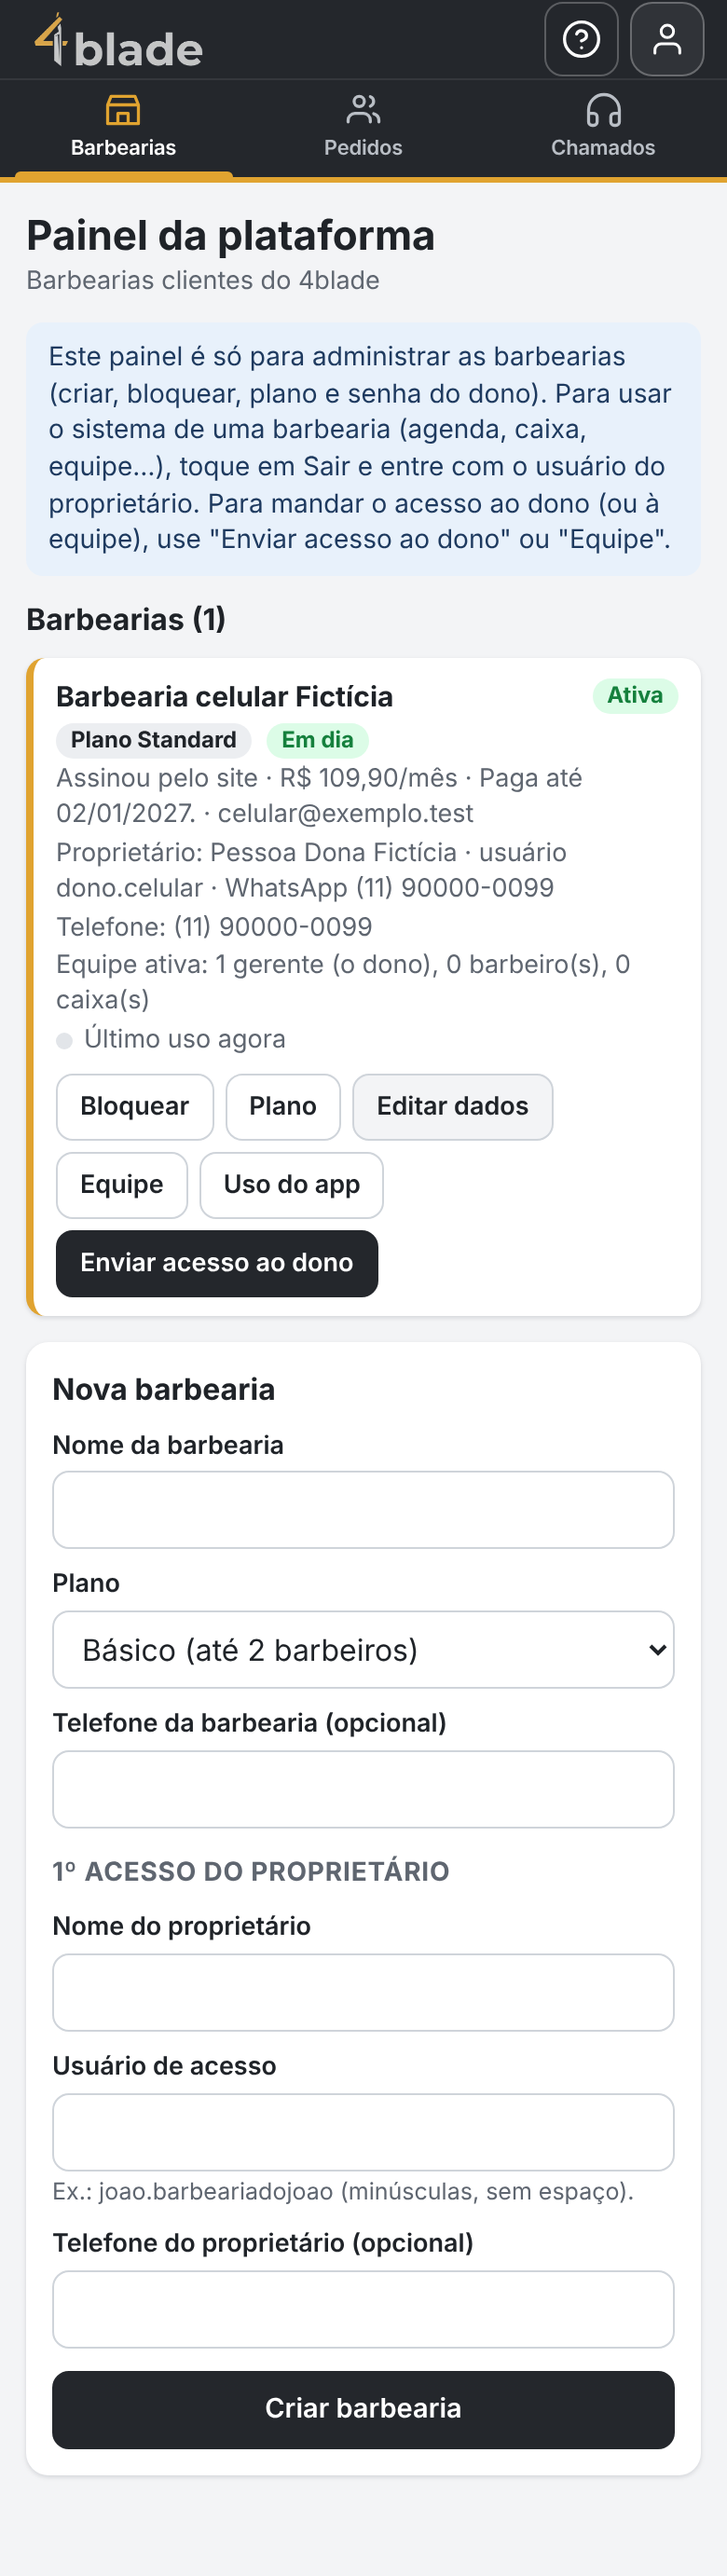 4blade
Barbearias
Pedidos
Chamados
Painel da plataforma
Barbearias clientes do 4blade
Este painel é só para administrar as barbearias
(criar, bloquear, plano e senha do dono). Para usar
o sistema de uma barbearia (agenda, caixa,
equipe...), toque em Sair e entre com o usuário do
proprietário. Para mandar o acesso ao dono (ou à
equipe), use "Enviar acesso ao dono" ou "Equipe".
Barbearias (1)
Barbearia celular Fictícia
Ativa
Plano Standard
Em dia
Assinou pelo site · R$ 109,90/mês · Paga até
02/01/2027. · celular@exemplo.test
Proprietário: Pessoa Dona Fictícia · usuário
dono.celular · WhatsApp (11) 90000-0099
Telefone: (11) 90000-0099
Equipe ativa: 1 gerente (o dono), 0 barbeiro(s), 0
caixa(s)
Último uso agora
Bloquear
Plano
Editar dados
Equipe
Uso do app
Enviar acesso ao dono
Nova barbearia
Nome da barbearia
Plano
Básico (até 2 barbeiros)
Telefone da barbearia (opcional)
1º ACESSO DO PROPRIETÁRIO
Nome do proprietário
Usuário de acesso
Ex.: joao.barbeariadojoao (minúsculas, sem espaço).
Telefone do proprietário (opcional)
Criar barbearia